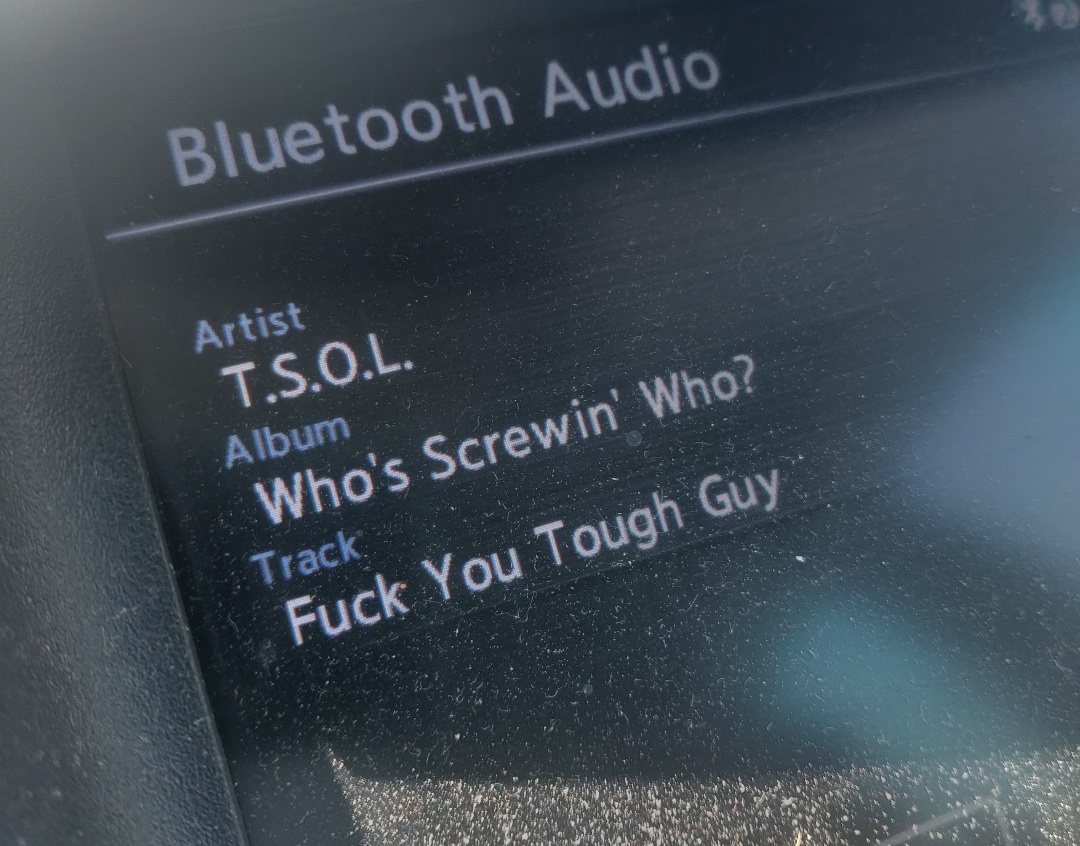 Bluetooth Audio
Artist
T.S.O.L.
Album
Who's Screwin' Who?
Track
Fuck You Tough Guy